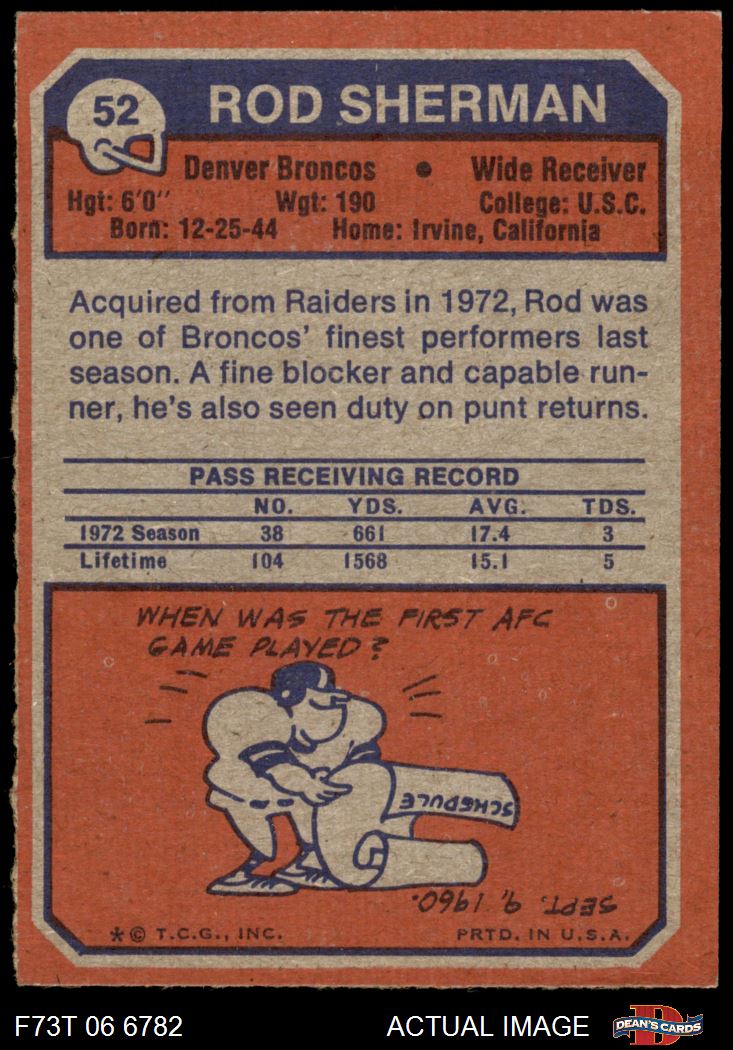 52
ROD SHERMAN
Denver Broncos • Wide Receiver
Hgt: 6'0" Wgt: 190 College: U.S.C.
Born: 12-25-44 Home: Irvine, California
Acquired from Raiders in 1972, Rod was
one of Broncos' finest performers last
season. A fine blocker and capable run-
ner, he's also seen duty on punt returns.
PASS RECEIVING RECORD
NO. YDS. AVG. TDS.
1972 Season 38 661 17.4 3
Lifetime 104 1568 15.1 5
WHEN WAS THE FIRST AFC
GAME PLAYED?
SCHEDULE
SEPT. 9, 1960.
*© T.C.G., INC. PRTD. IN U.S.A.
F73T 06 6782 ACTUAL IMAGE
D
DEAN'S CARDS